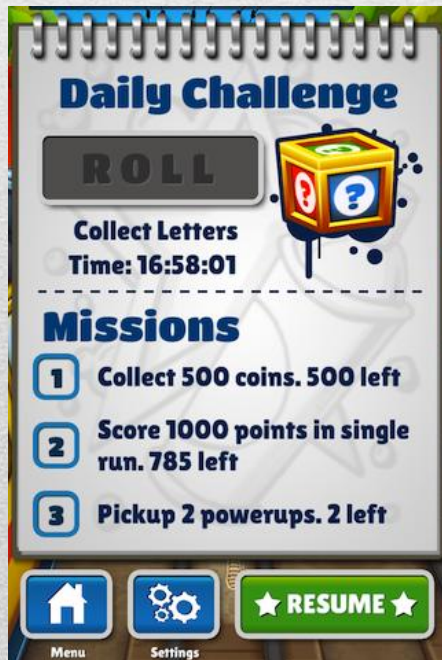 Daily Challenge
ROLL
Collect Letters
Time: 16:58:01
Missions
1 Collect 500 coins. 500 left
2 Score 1000 points in single
run. 785 left
3 Pickup 2 powerups. 2 left
RESUME
Menu Settings